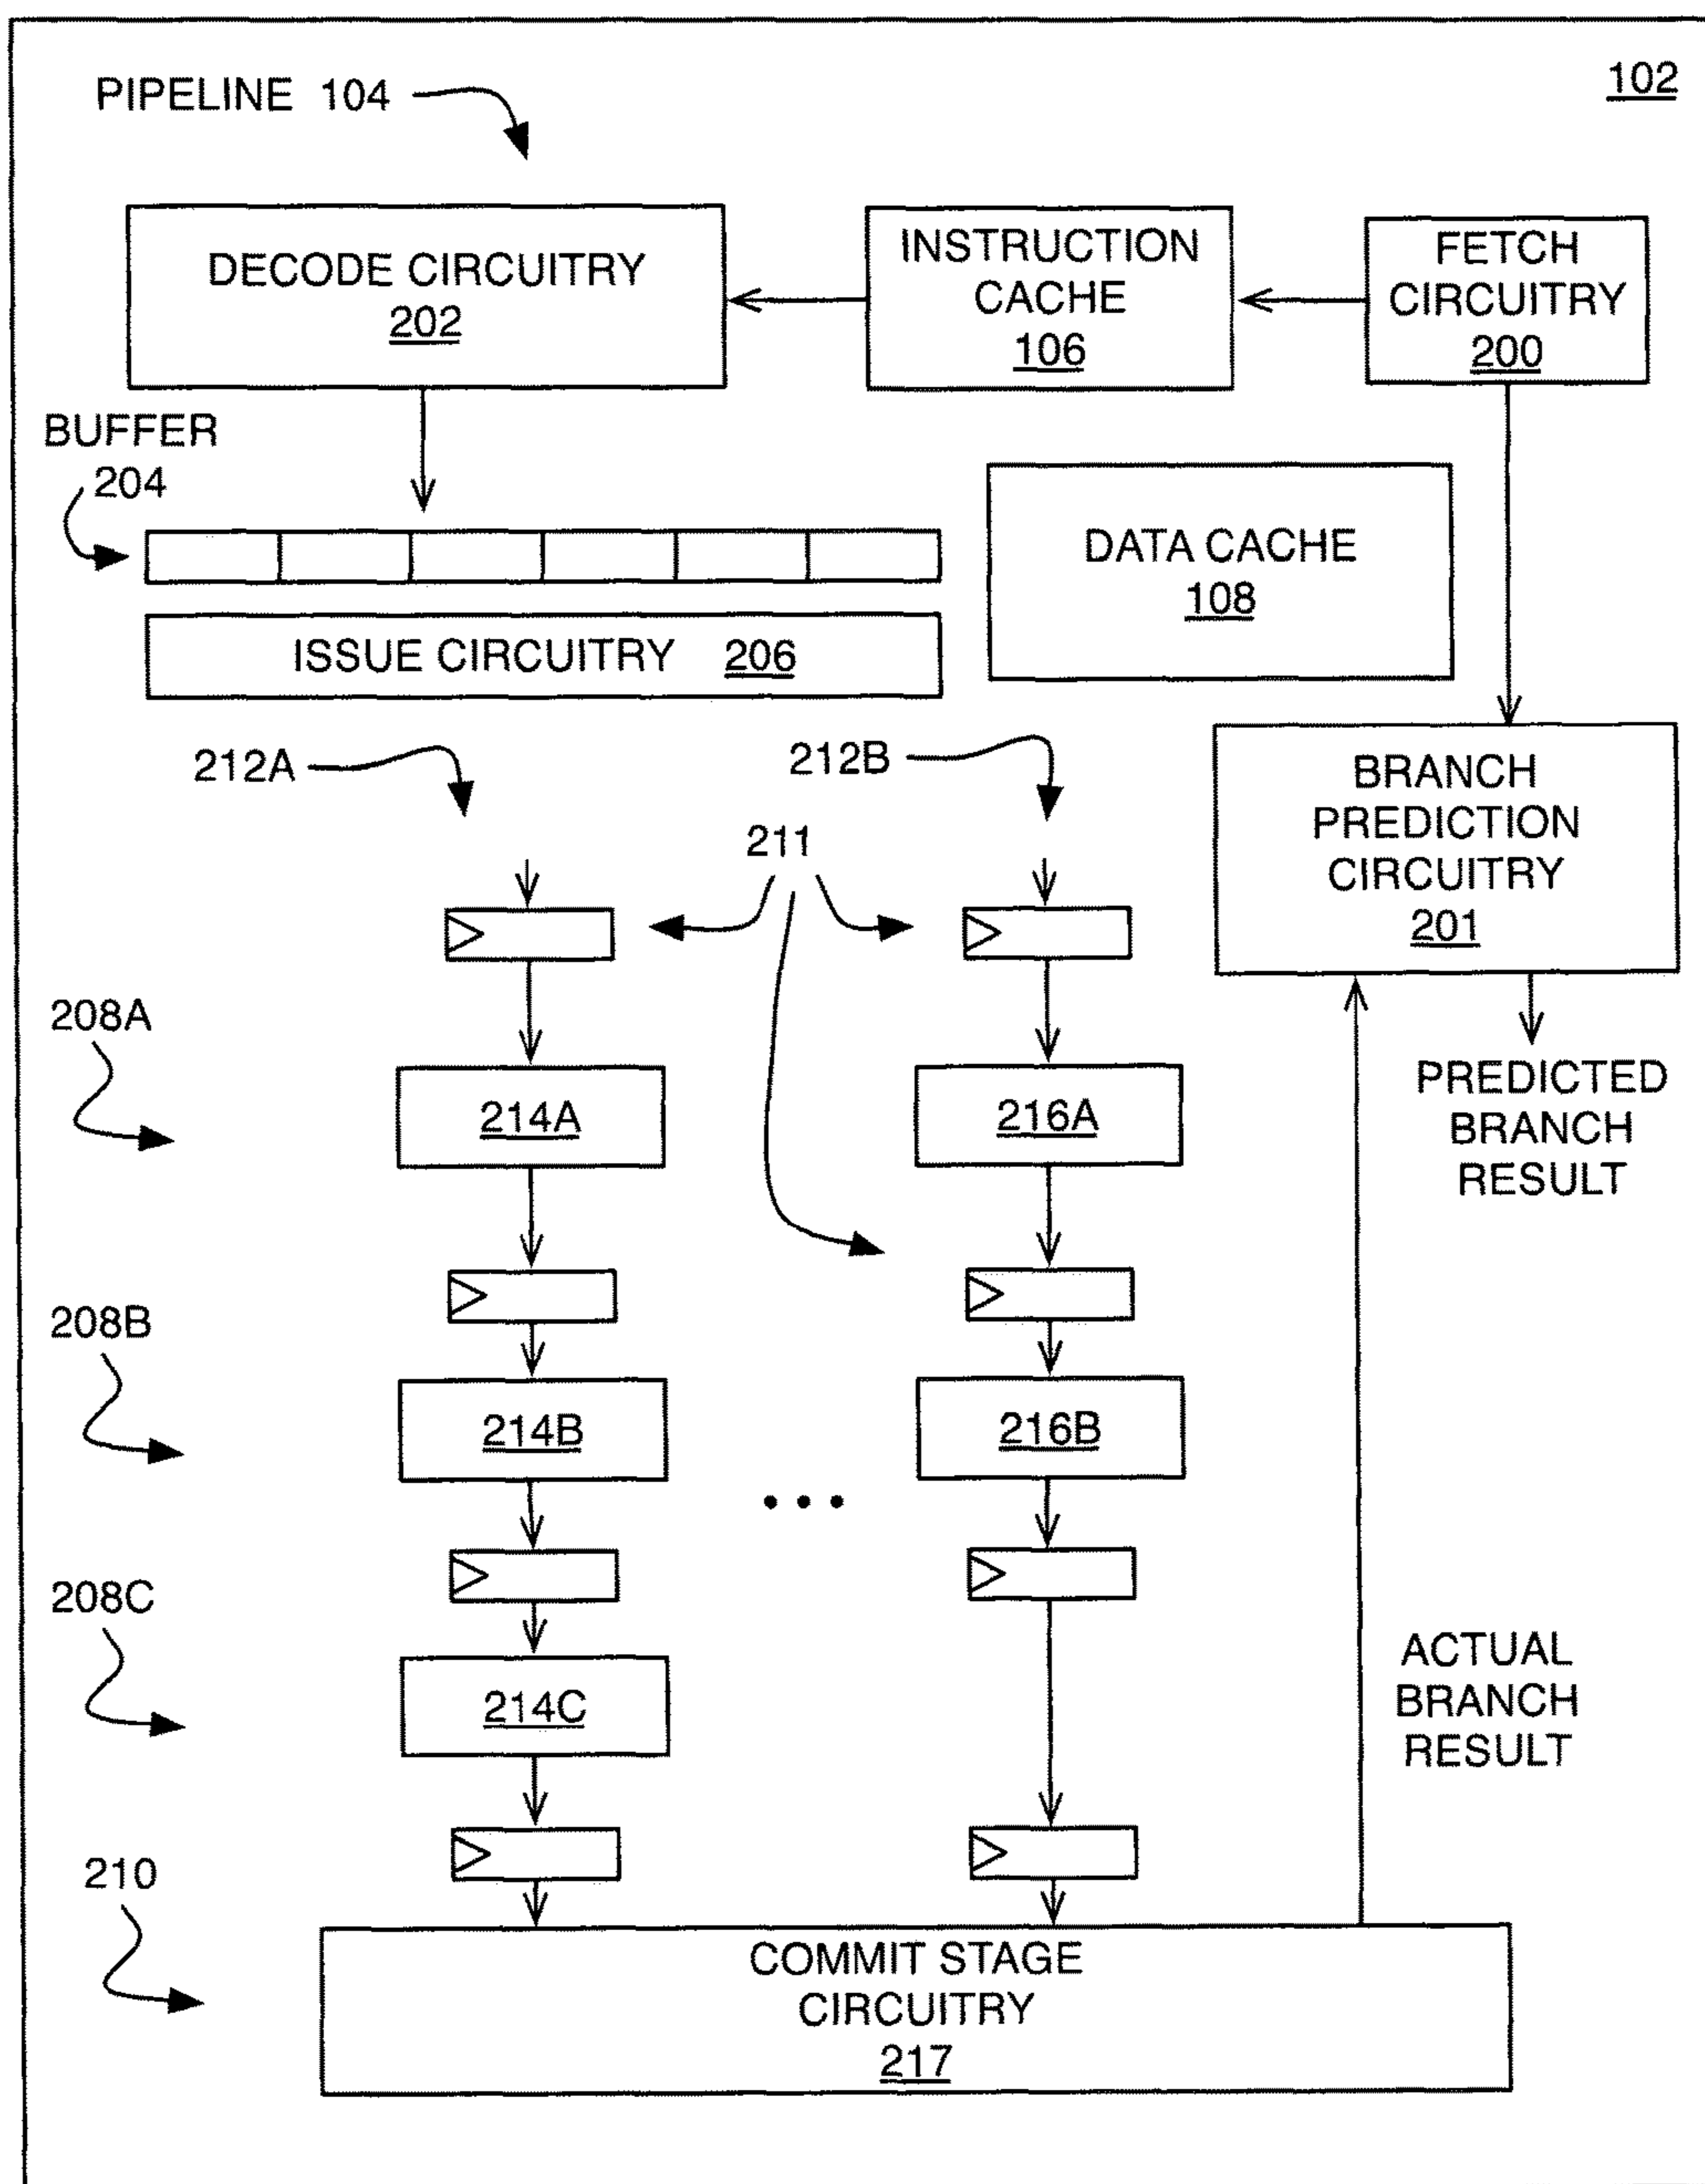 102
PIPELINE 104
DECODE CIRCUITRY
202
INSTRUCTION
CACHE
106
FETCH
CIRCUITRY
200
BUFFER
204
DATA CACHE
108
ISSUE CIRCUITRY 206
212A
212B
BRANCH
PREDICTION
CIRCUITRY
201
211
208A
214A
216A
PREDICTED
BRANCH
RESULT
208B
214B
216B
208C
214C
ACTUAL
BRANCH
RESULT
210
COMMIT STAGE
CIRCUITRY
217